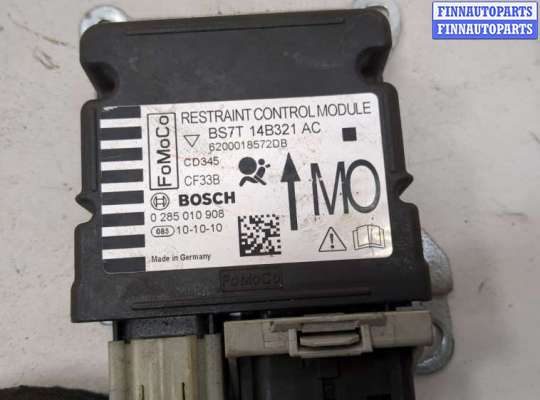 FINNAUTOPARTS
FINNAUTOPARTS
FoMoCo
RESTRAINT CONTROL MODULE
BS7T 14B321 AC
6200018572DB
CD345
CF33B
MO
BOSCH
0 285 010 908
085 10-10-10
Made in Germany
FoMoCo